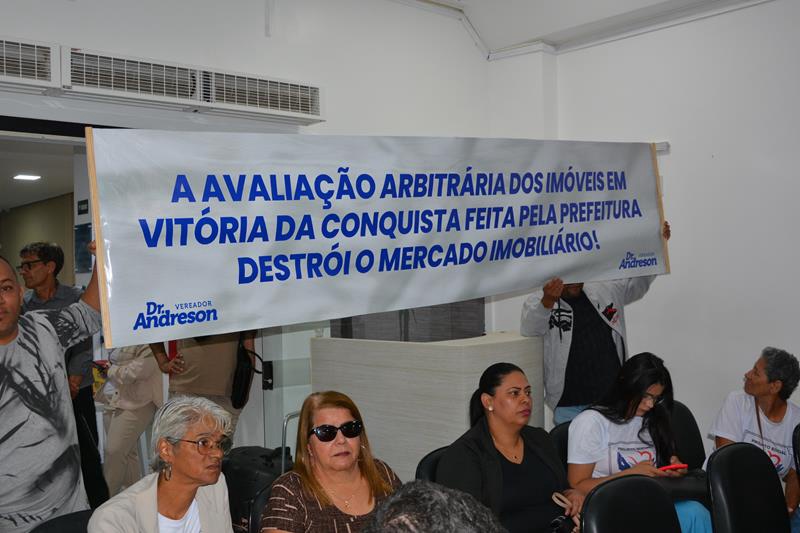 A AVALIAÇÃO ARBITRÁRIA DOS IMÓVEIS EM
VITÓRIA DA CONQUISTA FEITA PELA PREFEITURA
DESTRÓI O MERCADO IMOBILIÁRIO!
VEREADOR
Dr. Andreson
Dr. Andreson